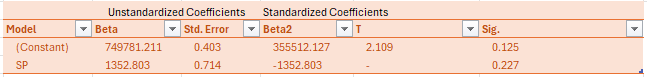 Unstandardized Coefficients Standardized Coefficients
Model Beta Std. Error Beta2 T Sig.
(Constant) 749781.211 0.403 355512.127 2.109 0.125
SP 1352.803 0.714 -1352.803 - 0.227